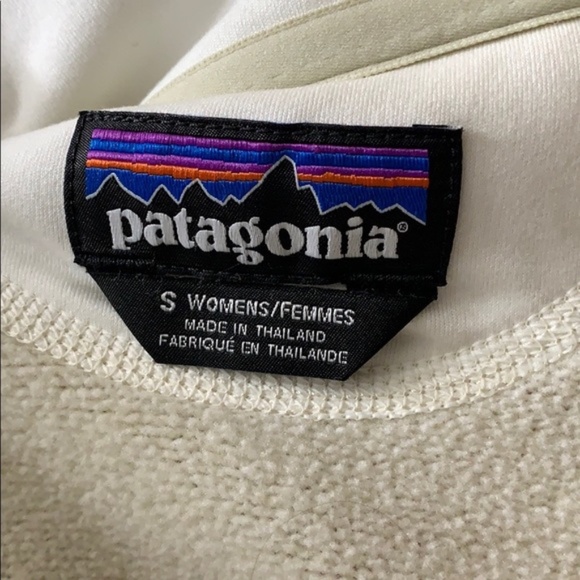 patagonia®
S WOMENS/FEMMES
MADE IN THAILAND
FABRIQUÉ EN THAILANDE